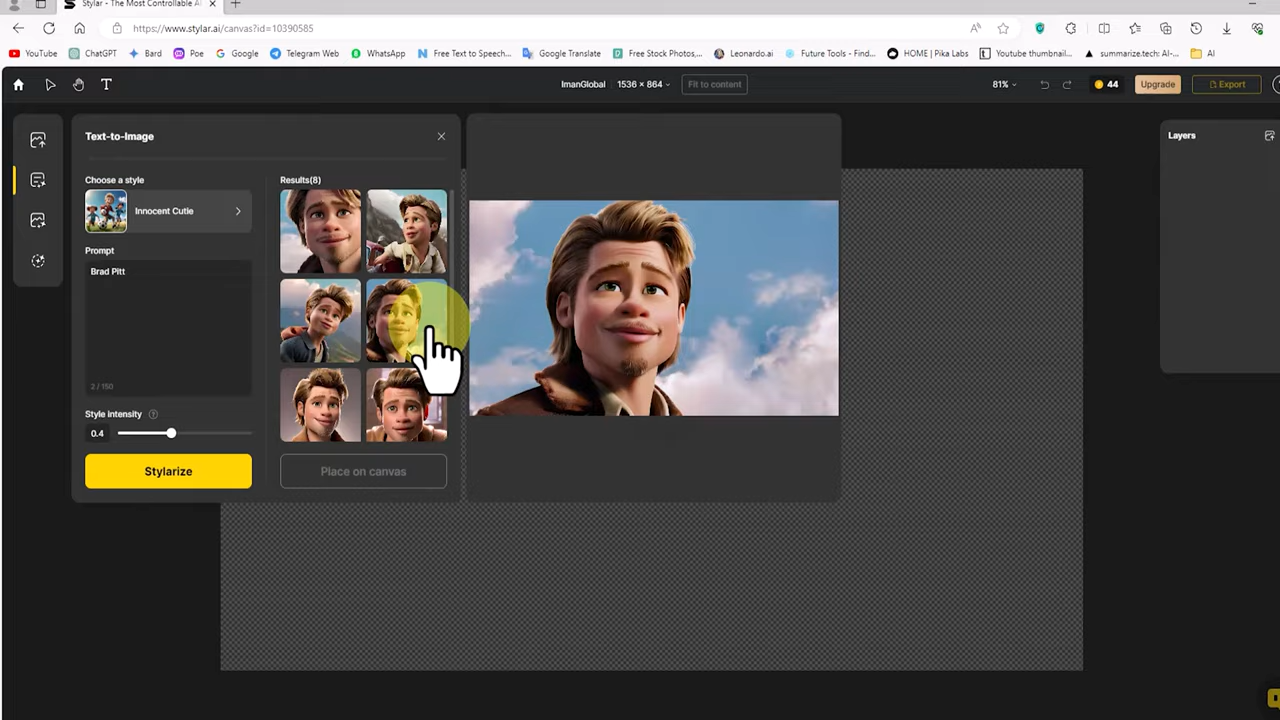 Stylar - The Most Controllable AI
https://www.stylar.ai/canvas?id=10390585
YouTube ChatGPT Bard Poe Google Telegram Web WhatsApp Free Text to Speech... Google Translate Free Stock Photos,... Leonardo.ai Future Tools - Find... HOME | Pika Labs Youtube thumbnail... summarize.tech: AI-... AI
ImanGlobal 1536 × 864 Fit to content 81% 44 Upgrade Export
Text-to-Image
Layers
Choose a style
Results(8)
Innocent Cutie
Prompt
Brad Pitt
2 / 150
Style intensity
0.4
Stylarize
Place on canvas